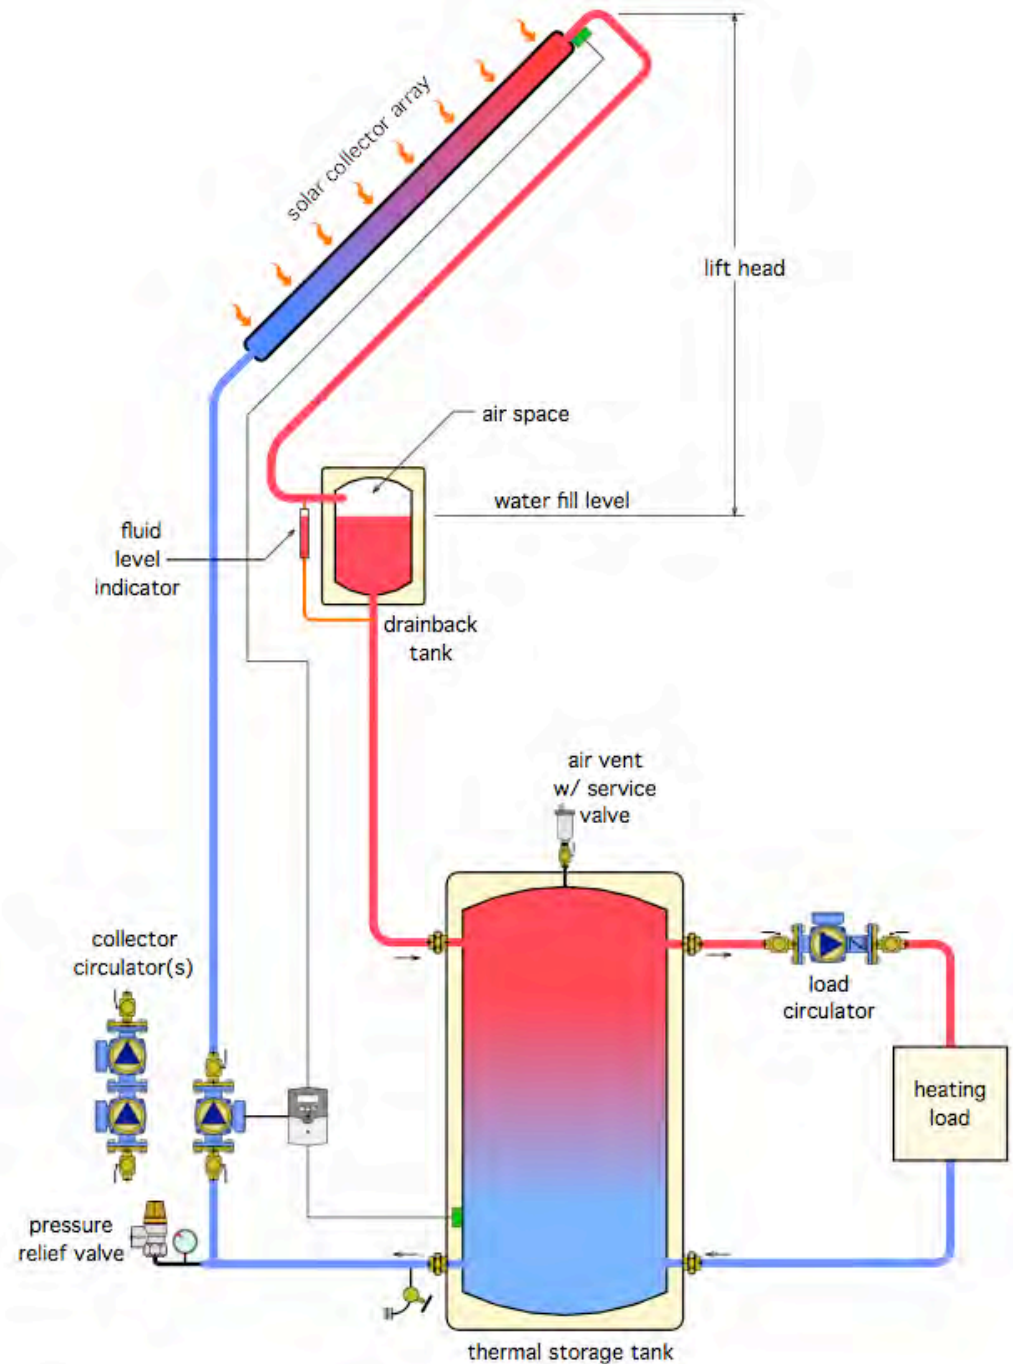 solar collector array
lift head
air space
water fill level
fluid
level
indicator
drainback
tank
air vent
w/ service
valve
collector
circulator(s)
load
circulator
heating
load
pressure
relief valve
thermal storage tank